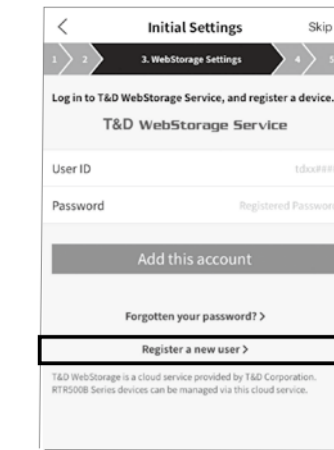 Initial Settings Skip
1 2 3. WebStorage Settings 4 5
Log in to T&D WebStorage Service, and register a device.
T&D WebStorage Service
User ID tdxx###
Password Registered Password
Add this account
Forgotten your password? >
Register a new user >
T&D WebStorage is a cloud service provided by T&D Corporation.
RTR500B Series devices can be managed via this cloud service.